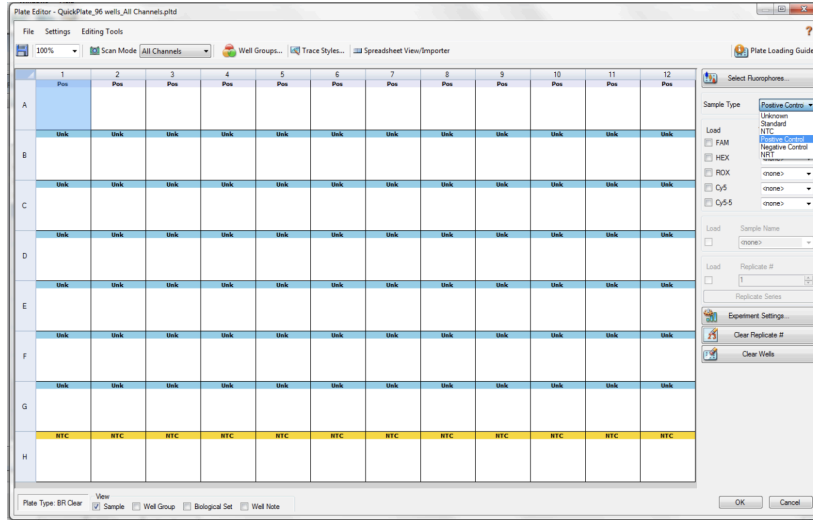 Plate Editor - QuickPlate_96 wells_All Channels.pltd
File Settings Editing Tools ?
100% Scan Mode All Channels Well Groups... Trace Styles... Spreadsheet View/Importer Plate Loading Guide
1 2 3 4 5 6 7 8 9 10 11 12
A Pos Pos Pos Pos Pos Pos Pos Pos Pos Pos Pos Pos
B Unk Unk Unk Unk Unk Unk Unk Unk Unk Unk Unk Unk
C Unk Unk Unk Unk Unk Unk Unk Unk Unk Unk Unk Unk
D Unk Unk Unk Unk Unk Unk Unk Unk Unk Unk Unk Unk
E Unk Unk Unk Unk Unk Unk Unk Unk Unk Unk Unk Unk
F Unk Unk Unk Unk Unk Unk Unk Unk Unk Unk Unk Unk
G Unk Unk Unk Unk Unk Unk Unk Unk Unk Unk Unk Unk
H NTC NTC NTC NTC NTC NTC NTC NTC NTC NTC NTC NTC
Select Fluorophores...
Sample Type Positive Contro
Unknown
Standard
NTC
Positive Control
Negative Control
NRT
Load
FAM
HEX <none>
ROX <none>
Cy5 <none>
Cy5-5 <none>
Load Sample Name
<none>
Load Replicate #
1
Replicate Series
Experiment Settings...
Clear Replicate #
Clear Wells
Plate Type: BR Clear View
Sample Well Group Biological Set Well Note
OK Cancel